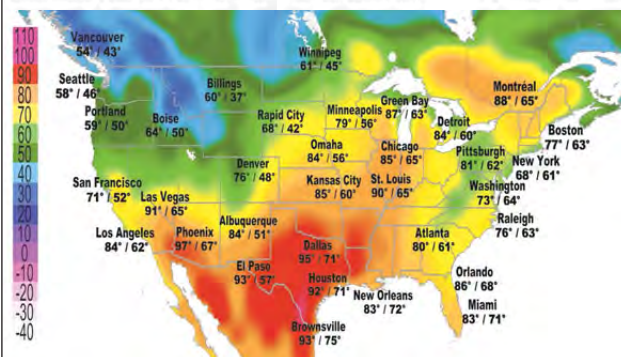 110
100
90
80
70
60
50
40
30
20
10
0
-10
-20
-30
-40
Vancouver
54° / 43°
Seattle
58° / 46°
Portland
59° / 50°
Boise
64° / 50°
Billings
60° / 37°
Winnipeg
61° / 45°
Rapid City
68° / 42°
Minneapolis
79° / 56°
Green Bay
87° / 63°
Montréal
88° / 65°
Detroit
84° / 60°
Boston
77° / 63°
Omaha
84° / 56°
Chicago
85° / 65°
Pittsburgh
81° / 62°
New York
68° / 61°
Denver
76° / 48°
Kansas City
85° / 60°
St. Louis
90° / 65°
Washington
73° / 64°
San Francisco
71° / 52°
Las Vegas
91° / 65°
Raleigh
76° / 63°
Los Angeles
84° / 62°
Phoenix
97° / 67°
Albuquerque
84° / 51°
Dallas
95° / 71°
Atlanta
80° / 61°
El Paso
93° / 57°
Houston
92° / 71°
New Orleans
83° / 72°
Orlando
86° / 68°
Miami
83° / 71°
Brownsville
93° / 75°